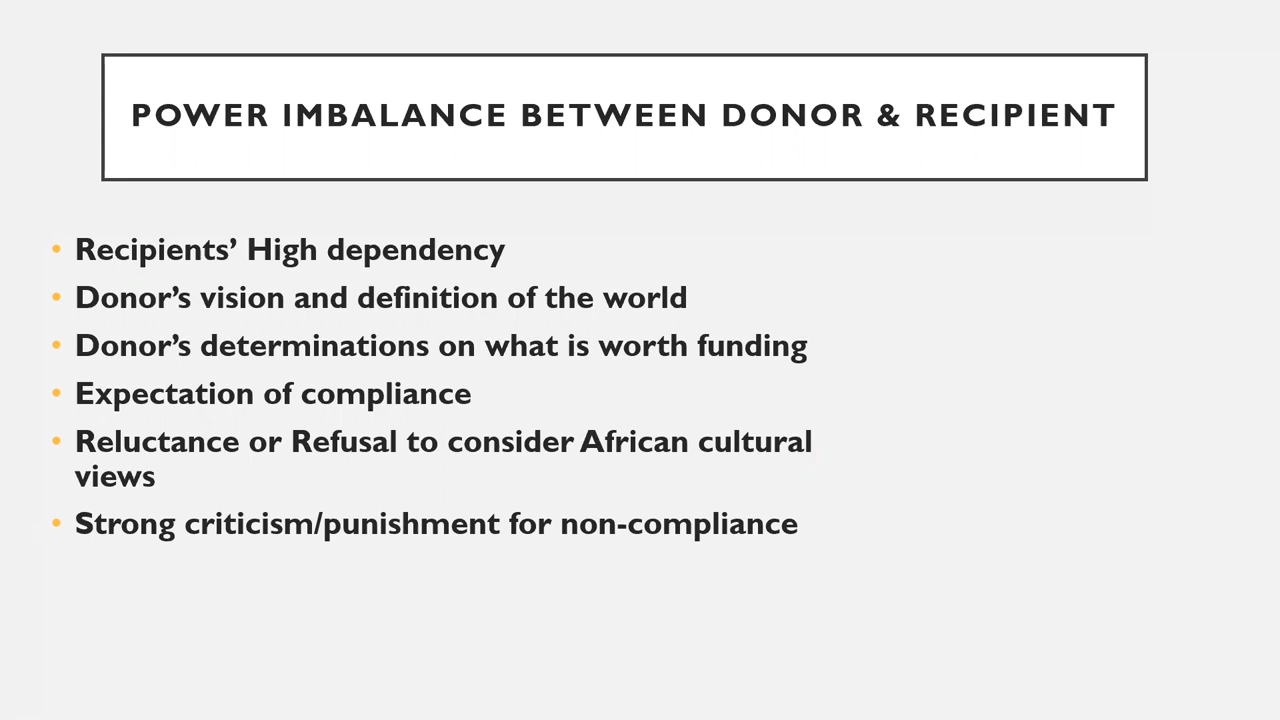 POWER IMBALANCE BETWEEN DONOR & RECIPIENT
• Recipients’ High dependency
• Donor’s vision and definition of the world
• Donor’s determinations on what is worth funding
• Expectation of compliance
• Reluctance or Refusal to consider African cultural
views
• Strong criticism/punishment for non-compliance